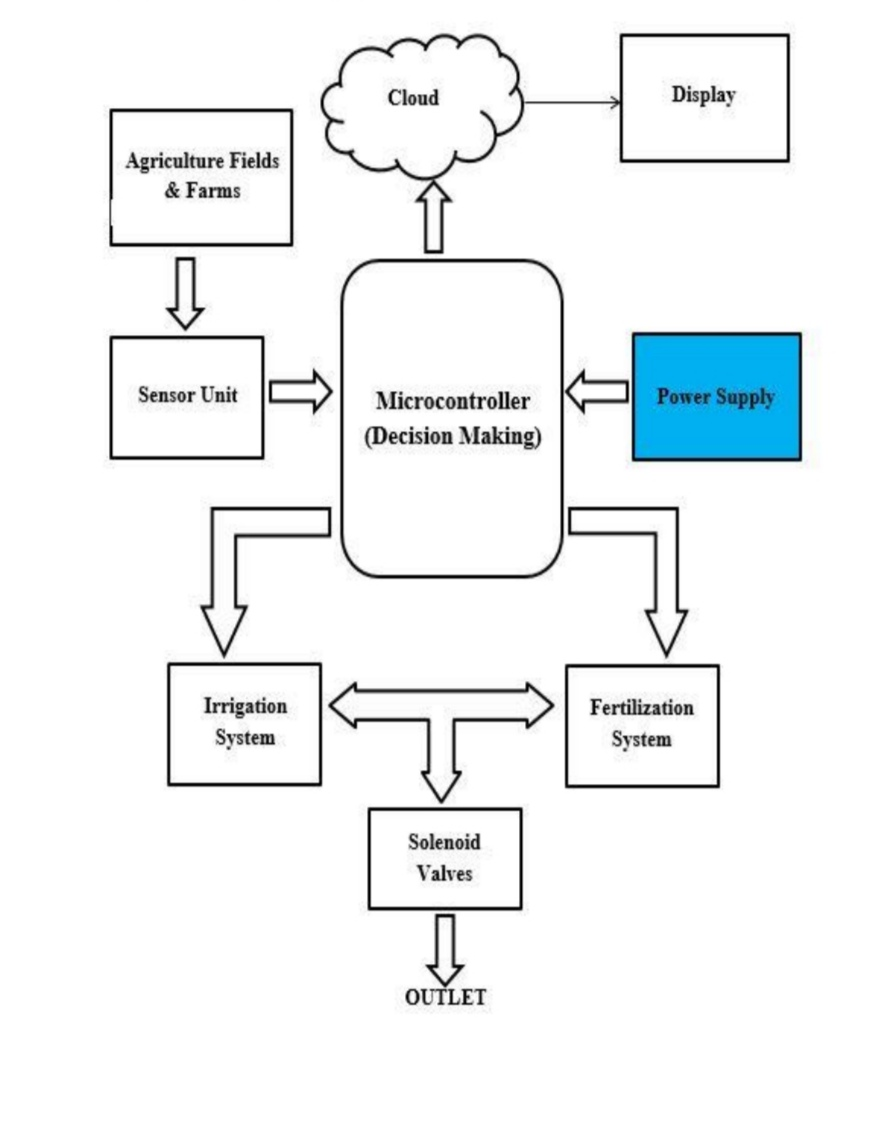 Cloud
Display
Agriculture Fields
& Farms
Sensor Unit
Microcontroller
(Decision Making)
Power Supply
Irrigation
System
Fertilization
System
Solenoid
Valves
OUTLET